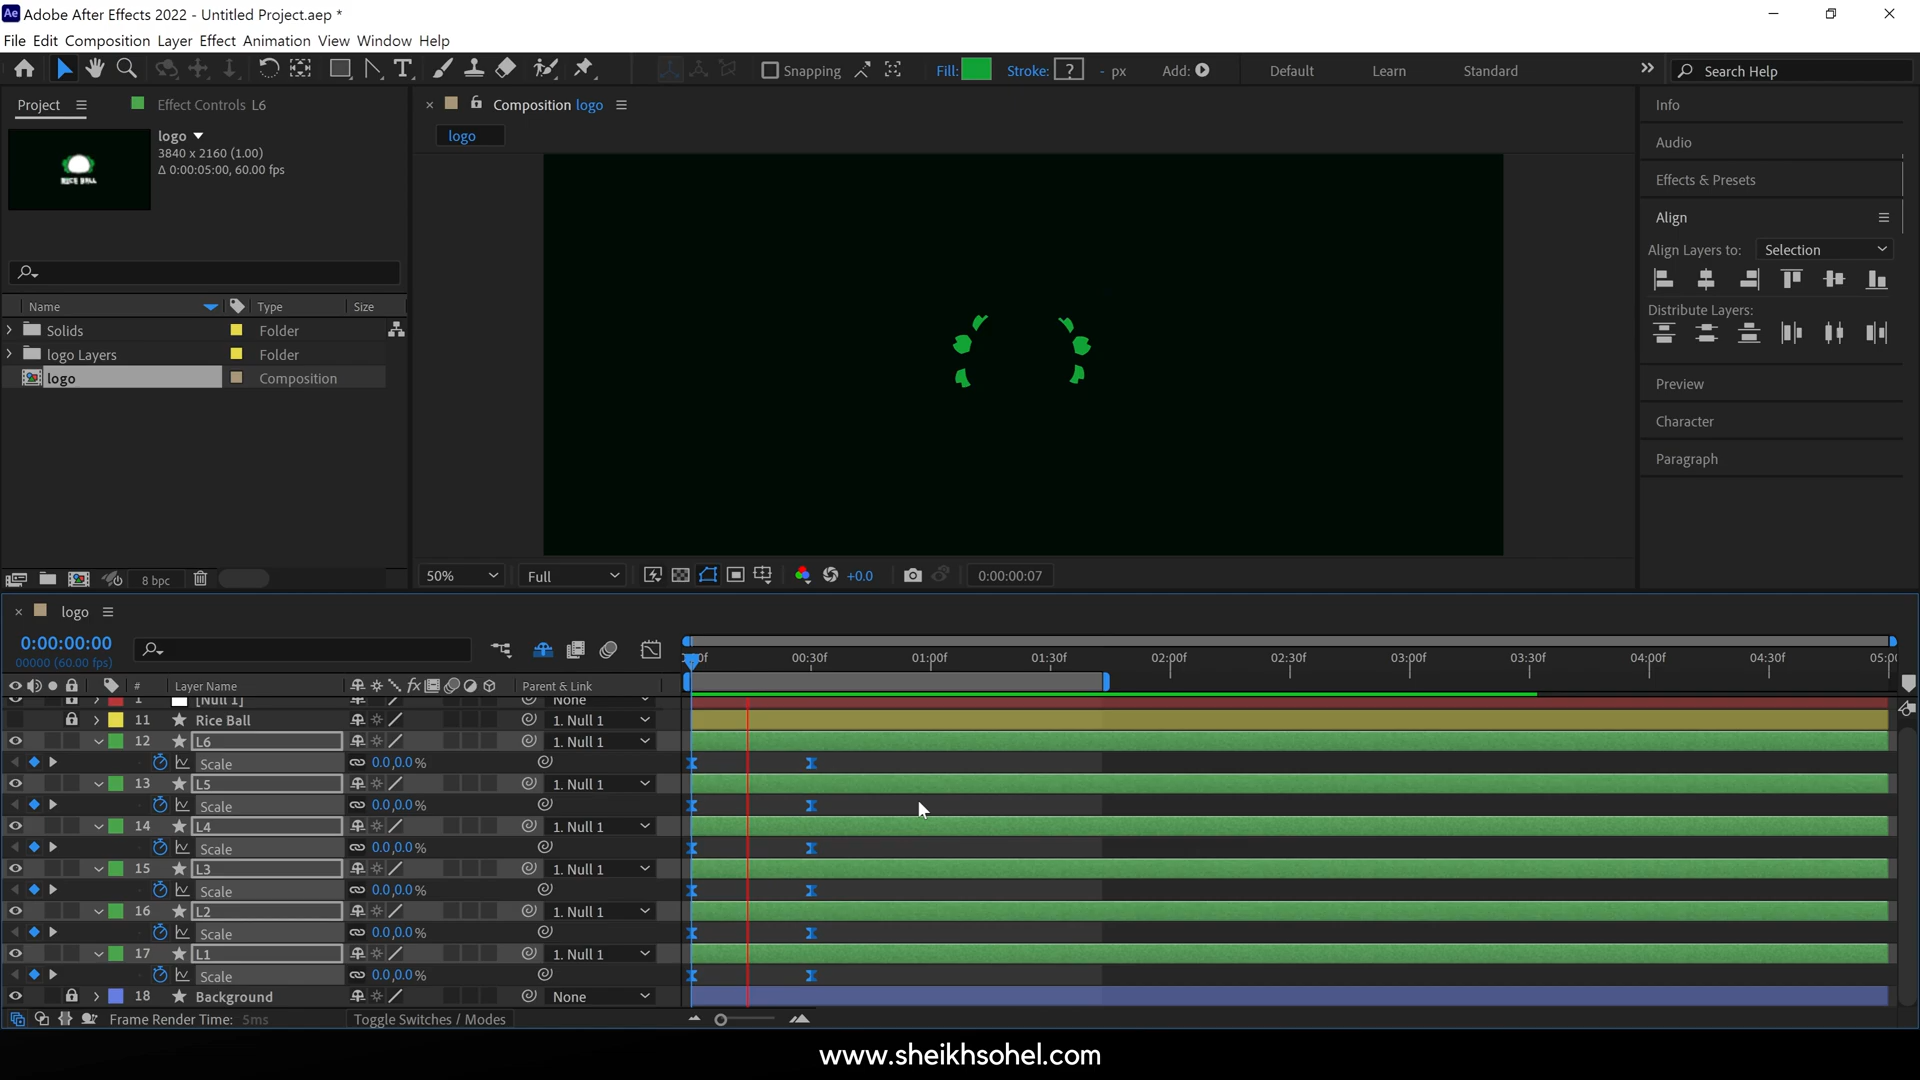 Ae Adobe After Effects 2022 - Untitled Project.aep *
File Edit Composition Layer Effect Animation View Window Help
Snapping Fill: Stroke: ? - px Add: Default Learn Standard Search Help
Project Effect Controls L6
logo
3840 x 2160 (1.00)
Δ 0:00:05:00, 60.00 fps
RICE BALL
Name Type Size
Solids Folder
logo Layers Folder
logo Composition
8 bpc
Composition logo
logo
50% Full +0.0 0:00:00:07
Info
Audio
Effects & Presets
Align
Align Layers to: Selection
Distribute Layers:
Preview
Character
Paragraph
logo
0:00:00:00
00000 (60.00 fps)
00:30f 01:00f 01:30f 02:00f 02:30f 03:00f 03:30f 04:00f 04:30f
# Layer Name fx Parent & Link
1 [Null 1] None
11 Rice Ball 1. Null 1
12 L6 1. Null 1
Scale 0.0,0.0%
13 L5 1. Null 1
Scale 0.0,0.0%
14 L4 1. Null 1
Scale 0.0,0.0%
15 L3 1. Null 1
Scale 0.0,0.0%
16 L2 1. Null 1
Scale 0.0,0.0%
17 L1 1. Null 1
Scale 0.0,0.0%
18 Background None
Frame Render Time: 5ms Toggle Switches / Modes
www.sheikhsohel.com